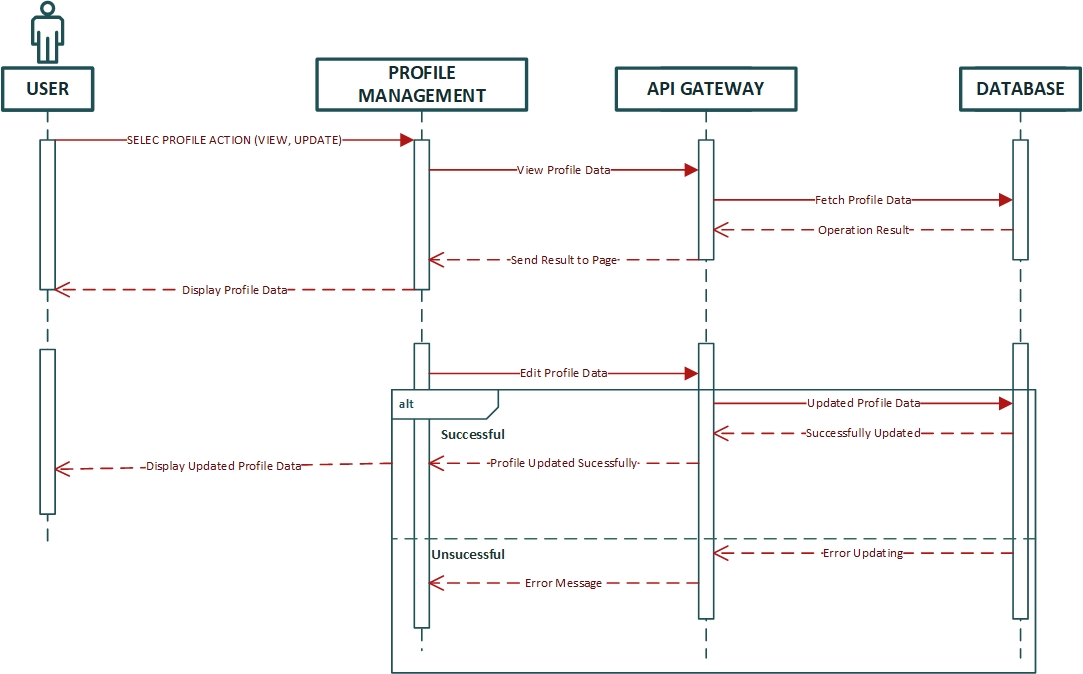 USER
PROFILE
MANAGEMENT
API GATEWAY
DATABASE
SELEC PROFILE ACTION (VIEW, UPDATE)
View Profile Data
Fetch Profile Data
Operation Result
Send Result to Page
Display Profile Data
Edit Profile Data
alt
Updated Profile Data
Successful
Successfully Updated
Profile Updated Sucessfully
Display Updated Profile Data
Unsucessful
Error Updating
Error Message